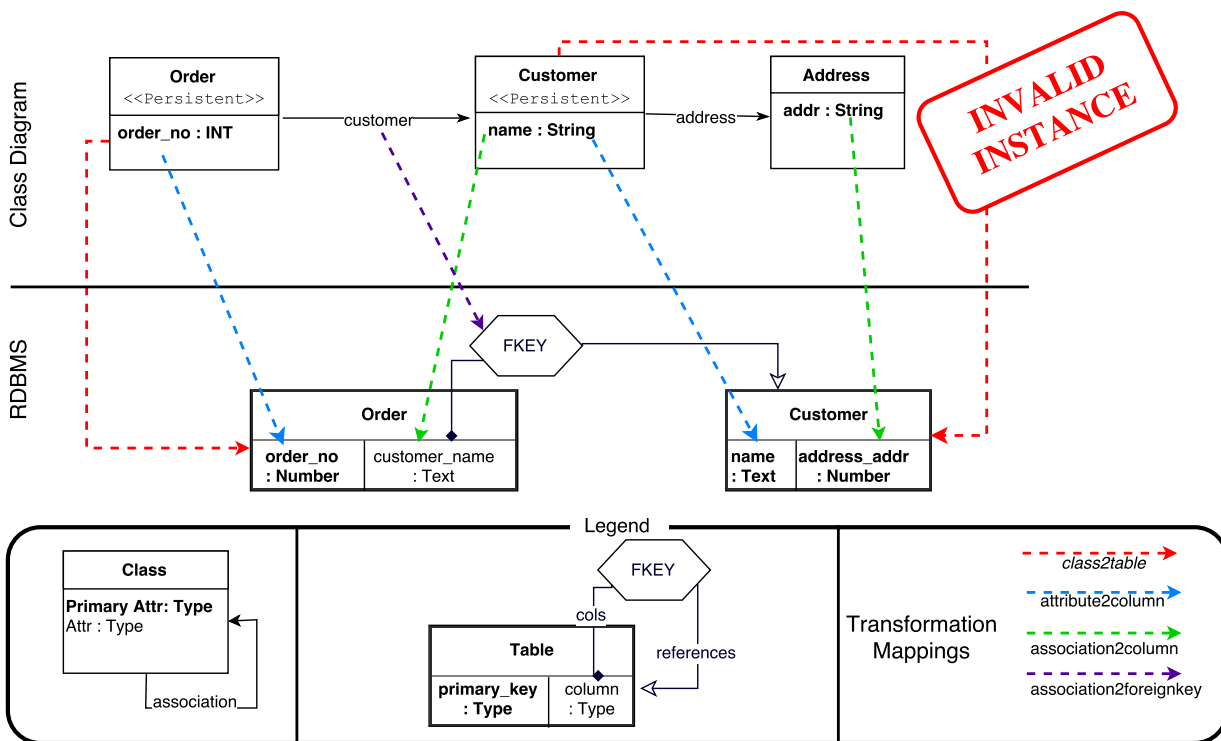 Class Diagram
Order
<<Persistent>>
order_no : INT
customer
Customer
<<Persistent>>
name : String
address
Address
addr : String
INVALID
INSTANCE
RDBMS
FKEY
Order
order_no
: Number
customer_name
: Text
Customer
name
: Text
address_addr
: Number
Legend
Class
Primary Attr: Type
Attr : Type
association
FKEY
cols
references
Table
primary_key
: Type
column
: Type
Transformation
Mappings
class2table
attribute2column
association2column
association2foreignkey